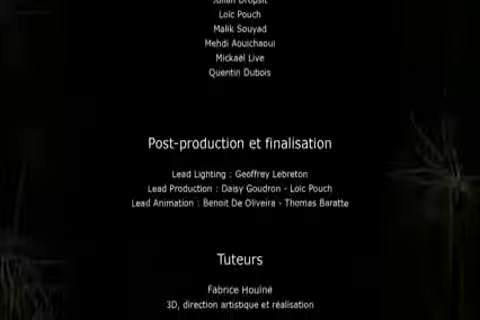 Loïc Pouch
Malik Souyad
Mehdi Aouichaoui
Mickaël Live
Quentin Dubois
Post-production et finalisation
Lead Lighting : Geoffrey Lebreton
Lead Production : Daisy Goudron - Loïc Pouch
Lead Animation : Benoit De Oliveira - Thomas Baratte
Tuteurs
Fabrice Houlné
3D, direction artistique et réalisation